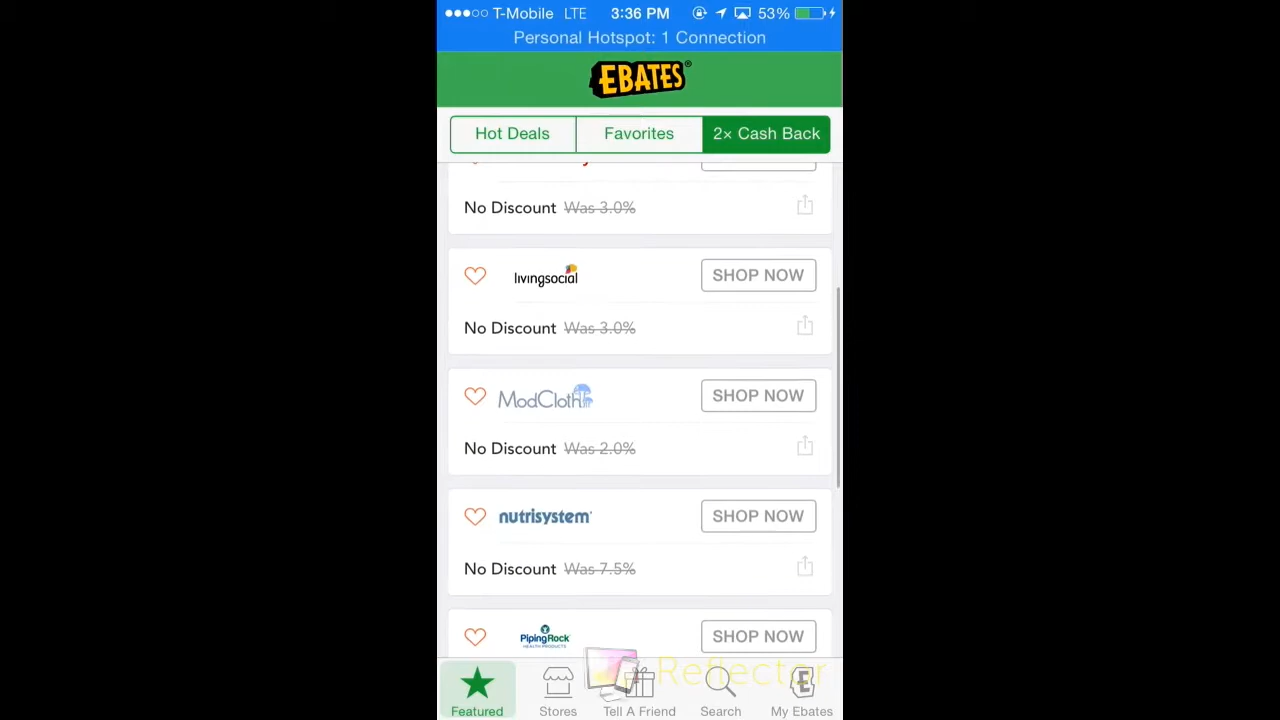 T-Mobile LTE 3:36 PM 53%
Personal Hotspot: 1 Connection
EBATES®
Hot Deals Favorites 2× Cash Back
No Discount Was 3.0%
livingsocial SHOP NOW
No Discount Was 3.0%
ModCloth SHOP NOW
No Discount Was 2.0%
nutrisystem SHOP NOW
No Discount Was 7.5%
PipingRock SHOP NOW
HEALTH PRODUCTS
Reflector
Featured Stores Tell A Friend Search My Ebates